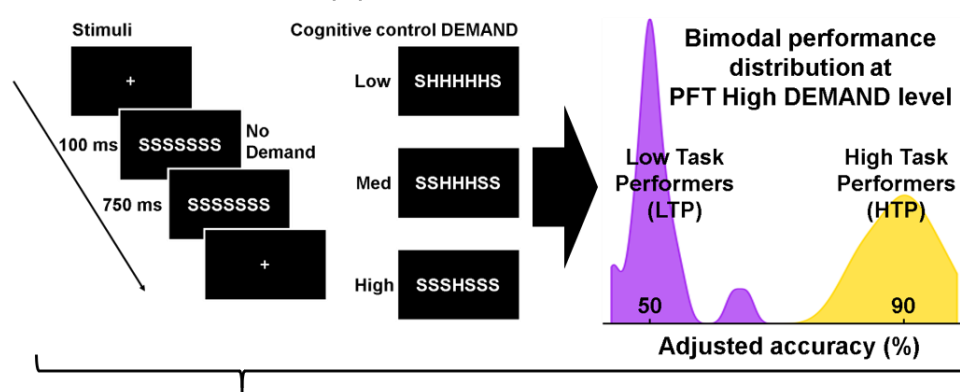 Stimuli
+
100 ms
SSSSSSS
No
Demand
750 ms
SSSSSSS
+
Cognitive control DEMAND
Low
SHHHHHS
Med
SSHHHSS
High
SSSHSSS
Bimodal performance
distribution at
PFT High DEMAND level
Low Task
Performers
(LTP)
High Task
Performers
(HTP)
50
90
Adjusted accuracy (%)